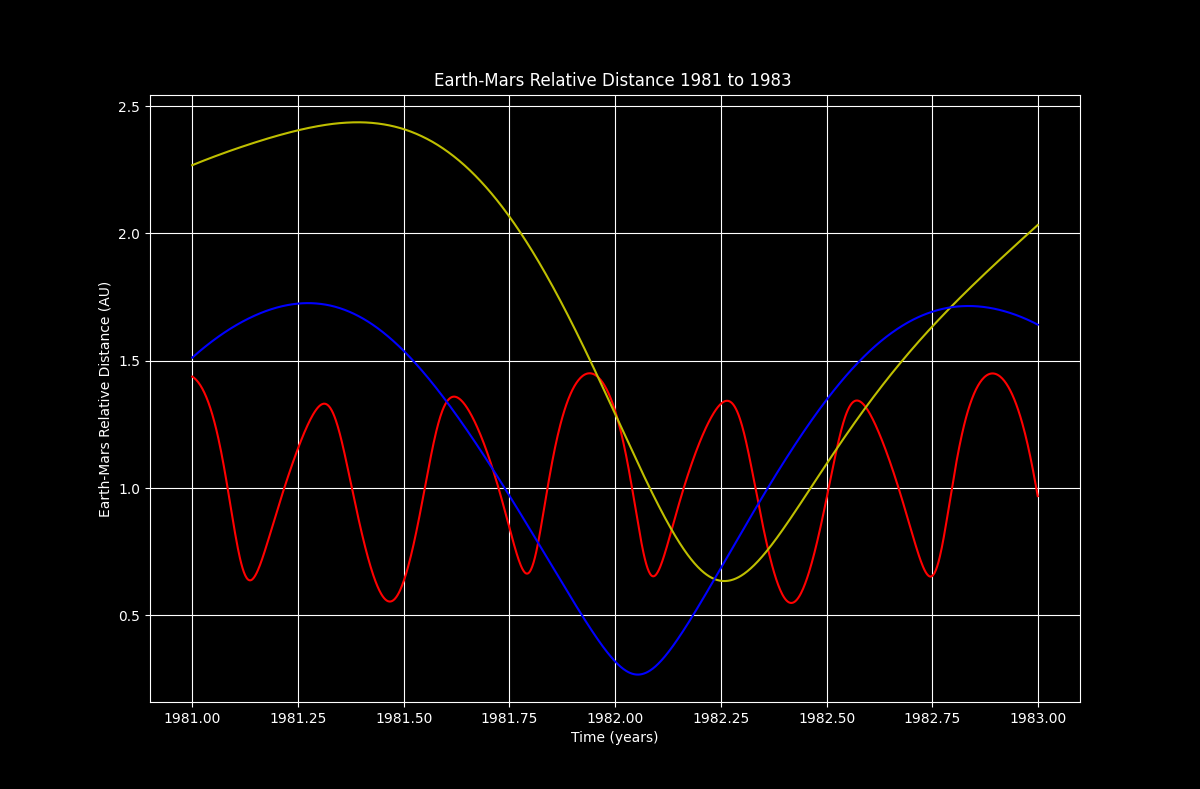 Earth-Mars Relative Distance 1981 to 1983
Earth-Mars Relative Distance (AU)
2.5
2.0
1.5
1.0
0.5
1981.00 1981.25 1981.50 1981.75 1982.00 1982.25 1982.50 1982.75 1983.00
Time (years)